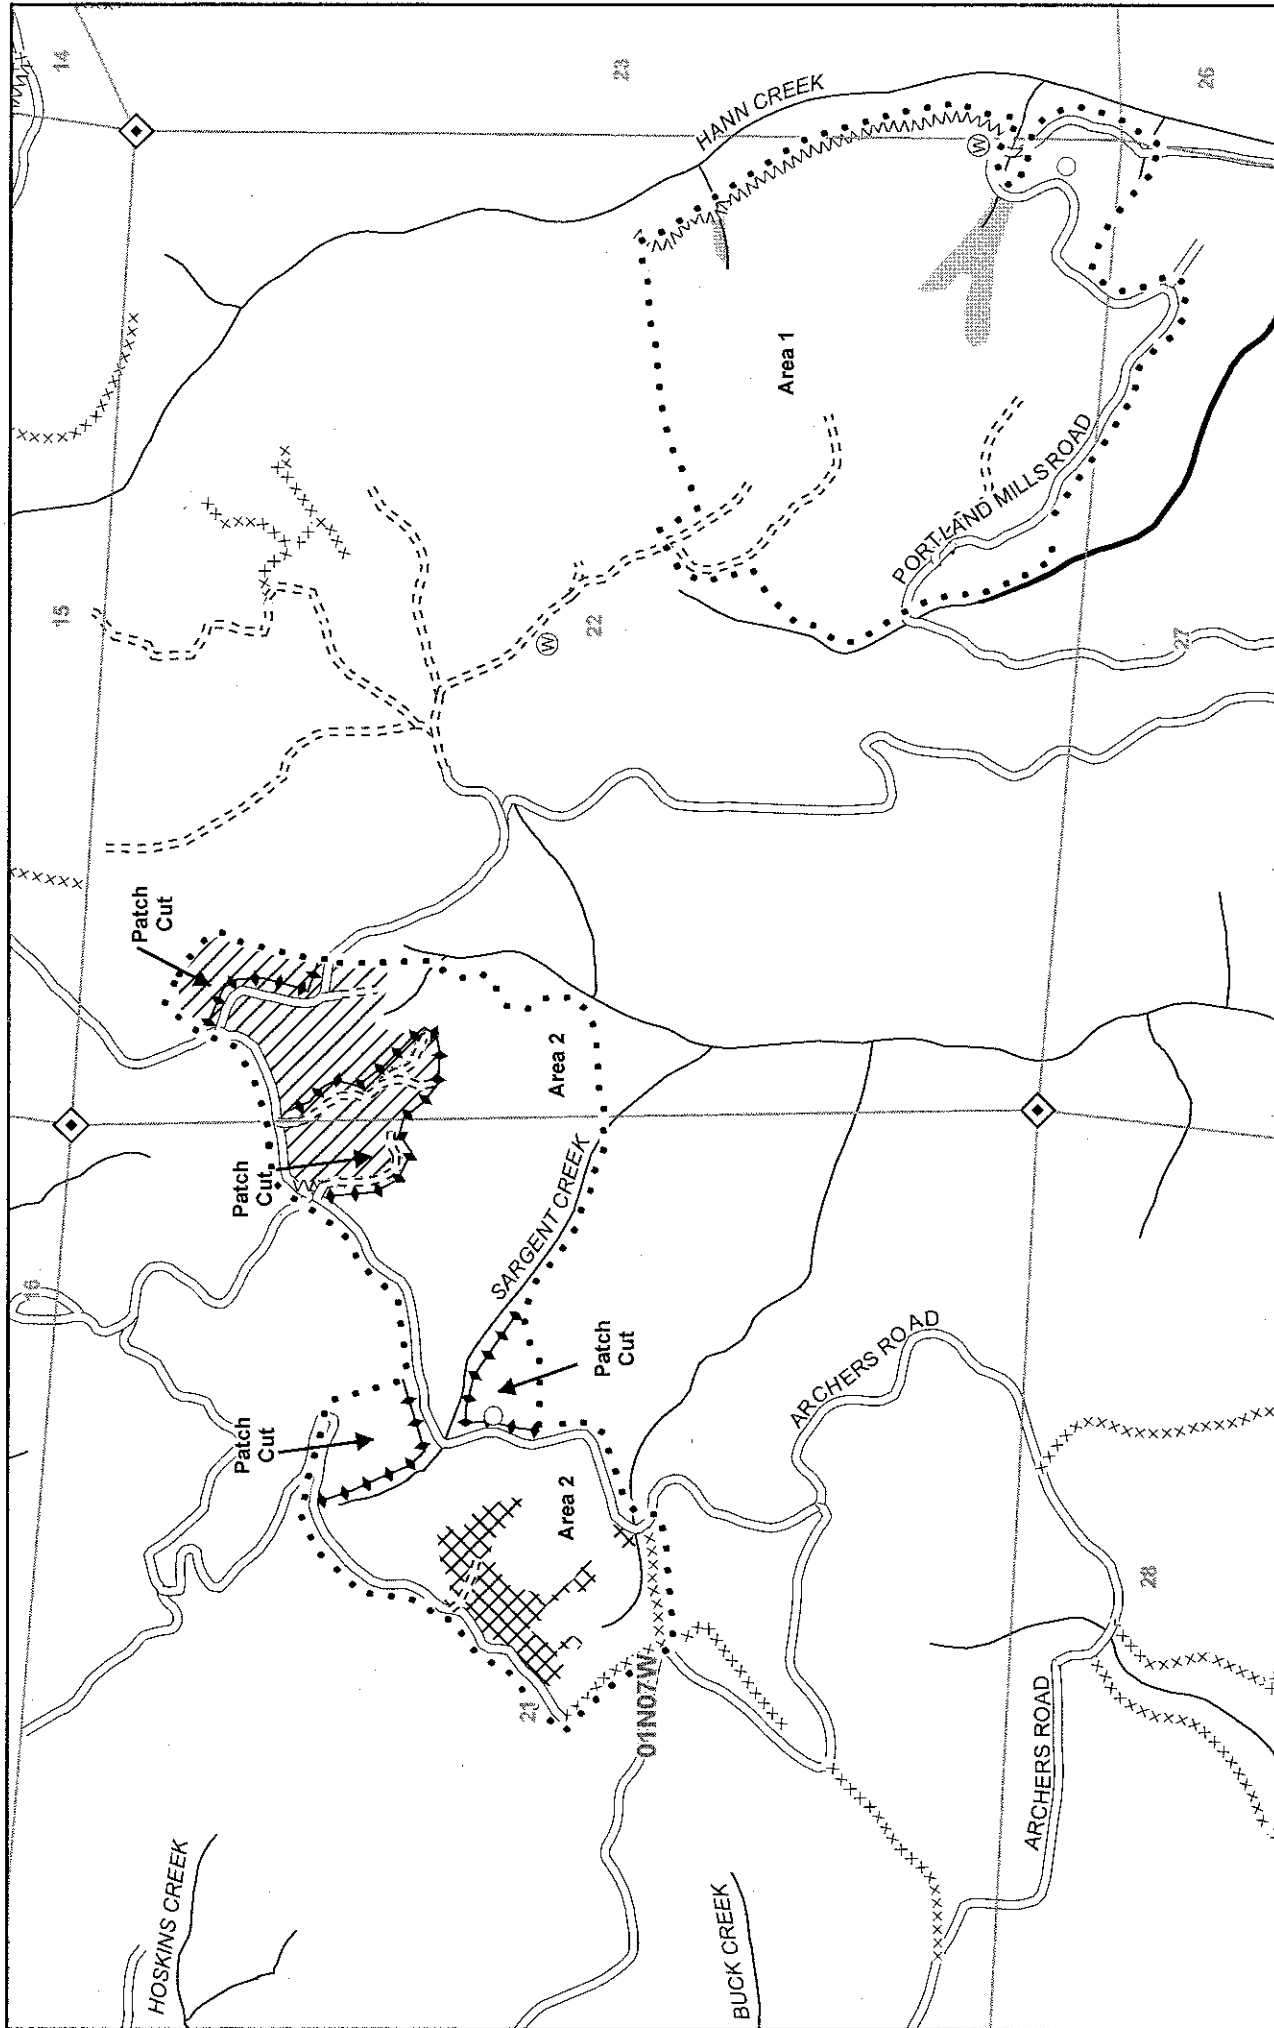 14
23
26
HANN CREEK
W
Area 1
PORTLAND MILLS ROAD
15
22
W
27
Patch
Cut
Area 2
Patch
Cut
SARGENT CREEK
16
Patch
Cut
Patch
Cut
ARCHERS ROAD
Area 2
28
21
01N07W
ARCHERS ROAD
HOSKINS CREEK
BUCK CREEK